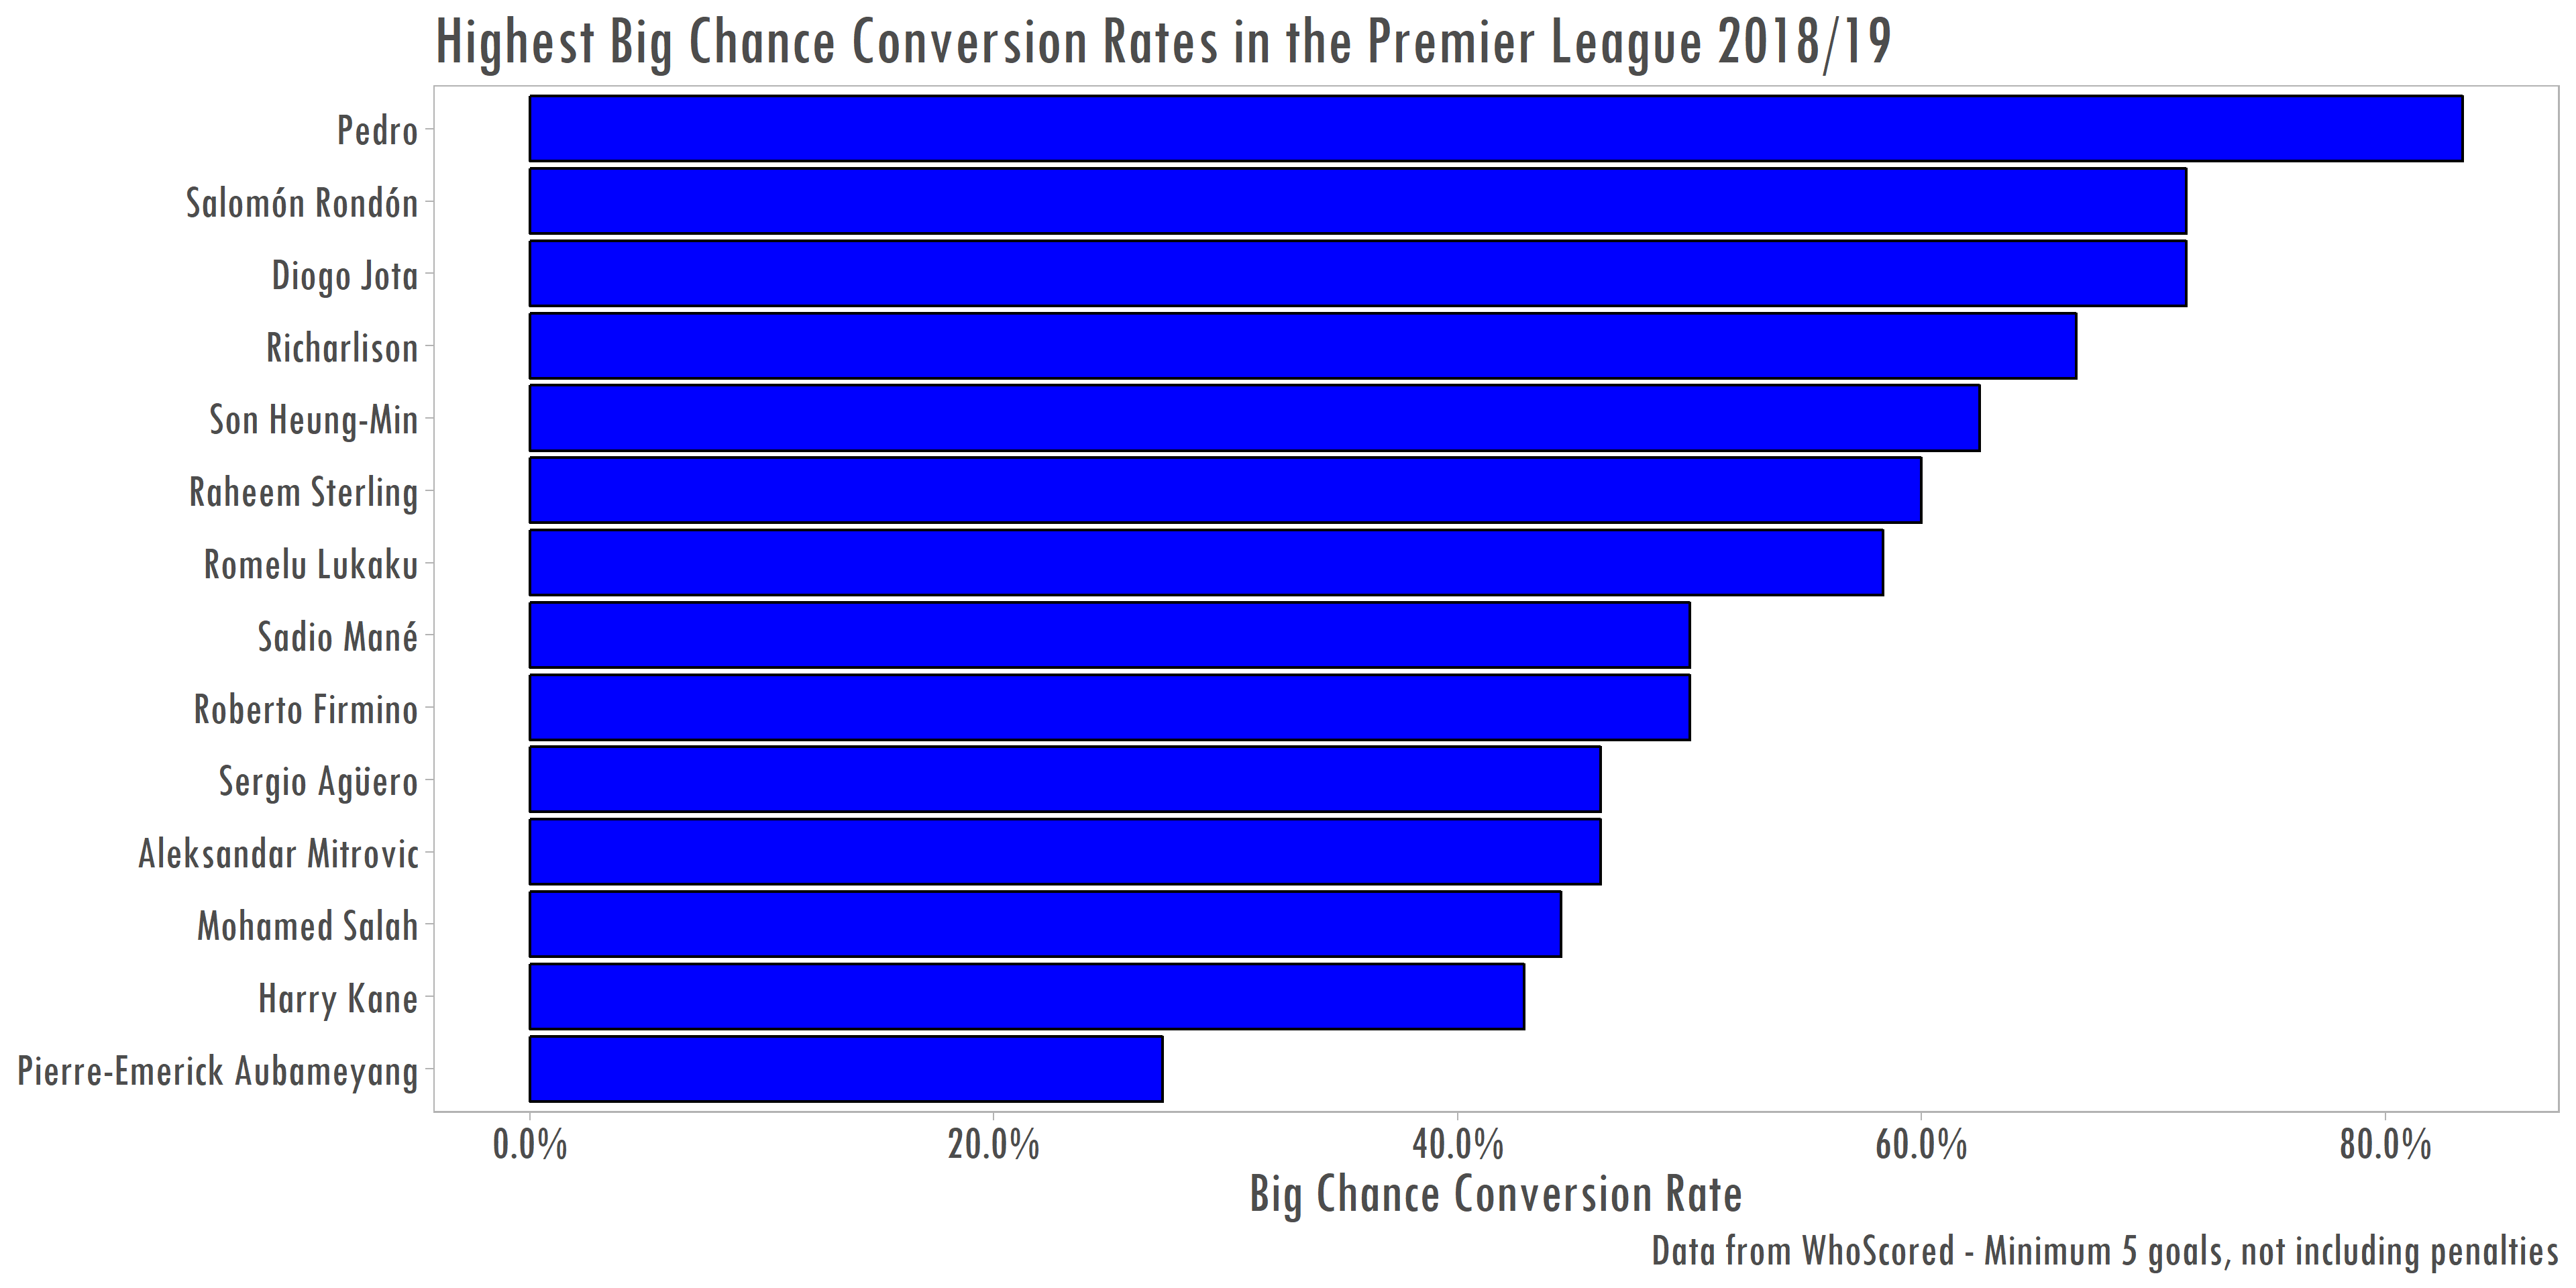 Highest Big Chance Conversion Rates in the Premier League 2018/19
Pedro
Salomón Rondón
Diogo Jota
Richarlison
Son Heung-Min
Raheem Sterling
Romelu Lukaku
Sadio Mané
Roberto Firmino
Sergio Agüero
Aleksandar Mitrovic
Mohamed Salah
Harry Kane
Pierre-Emerick Aubameyang
0.0% 20.0% 40.0% 60.0% 80.0%
Big Chance Conversion Rate
Data from WhoScored - Minimum 5 goals, not including penalties